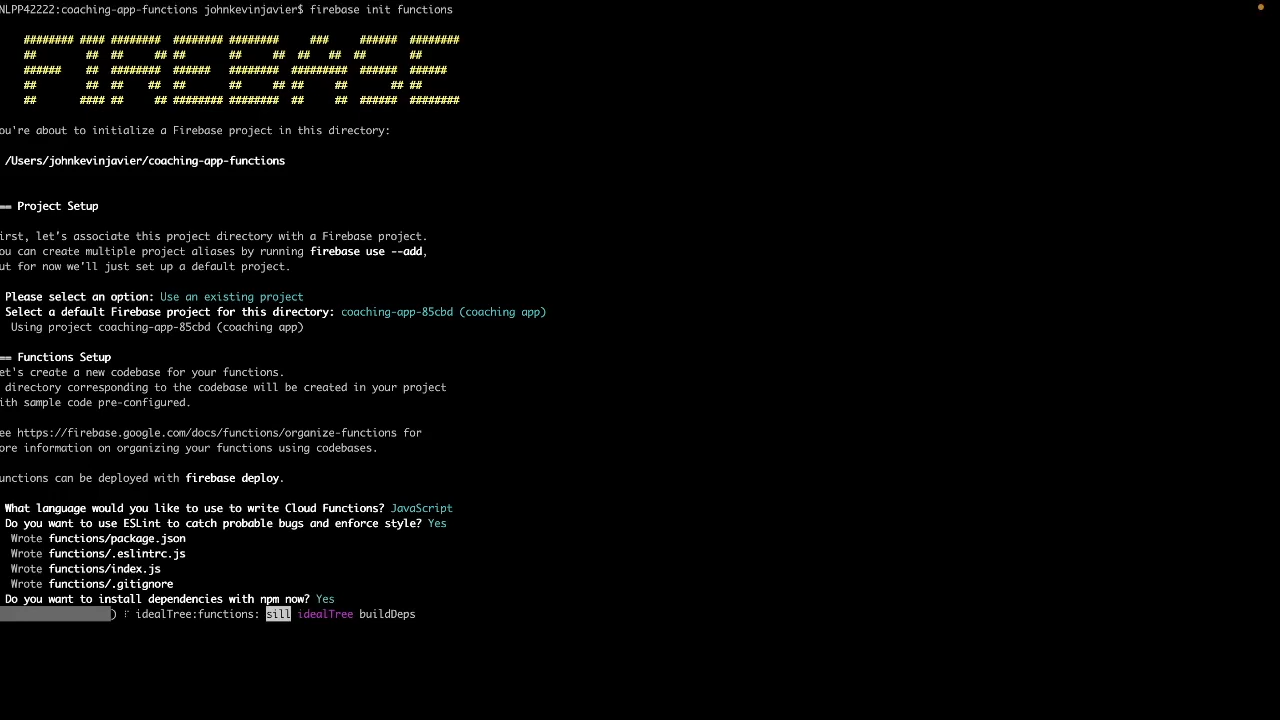 NLPP42222:coaching-app-functions johnkevinjavier$ firebase init functions
######## #### ######## ######## ########     ###     ######  ########
##        ## ##     ## ##       ##     ##  ##   ##  ##       ##
######    ##  ########  ######   ########  #########  ######  ######
##        ## ##    ##  ##       ##     ## ##     ##       ## ##
##       #### ##     ## ######## ########  ##     ##  ######  ########
ou're about to initialize a Firebase project in this directory:
/Users/johnkevinjavier/coaching-app-functions
== Project Setup
irst, let's associate this project directory with a Firebase project.
ou can create multiple project aliases by running firebase use --add,
ut for now we'll just set up a default project.
Please select an option: Use an existing project
Select a default Firebase project for this directory: coaching-app-85cbd (coaching app)
Using project coaching-app-85cbd (coaching app)
== Functions Setup
et's create a new codebase for your functions.
directory corresponding to the codebase will be created in your project
ith sample code pre-configured.
ee https://firebase.google.com/docs/functions/organize-functions for
ore information on organizing your functions using codebases.
unctions can be deployed with firebase deploy.
What language would you like to use to write Cloud Functions? JavaScript
Do you want to use ESLint to catch probable bugs and enforce style? Yes
Wrote functions/package.json
Wrote functions/.eslintrc.js
Wrote functions/index.js
Wrote functions/.gitignore
Do you want to install dependencies with npm now? Yes
) ⠏ idealTree:functions: sill idealTree buildDeps